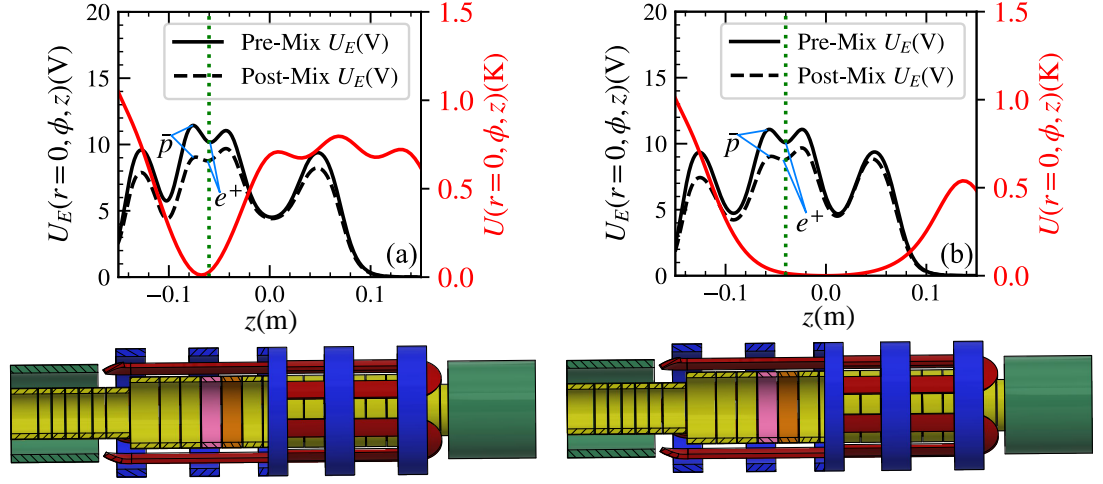 20
15
10
5
0
U_E(r = 0, ϕ, z)(V)
Pre-Mix U_E(V)
Post-Mix U_E(V)
p̄
e⁺
(a)
1.5
1.0
0.5
0.0
U(r = 0, ϕ, z)(K)
−0.1 0.0 0.1
z(m)
20
15
10
5
0
U_E(r = 0, ϕ, z)(V)
Pre-Mix U_E(V)
Post-Mix U_E(V)
p̄
e⁺
(b)
1.5
1.0
0.5
0.0
U(r = 0, ϕ, z)(K)
−0.1 0.0 0.1
z(m)